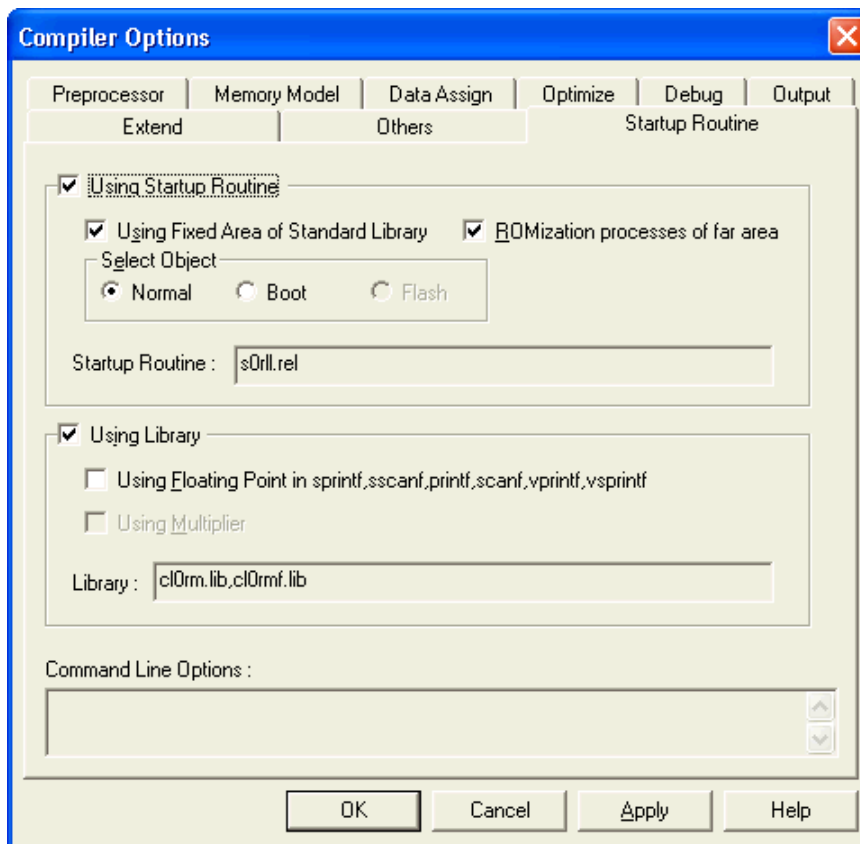 Compiler Options
Preprocessor Memory Model Data Assign Optimize Debug Output
Extend Others Startup Routine
Using Startup Routine
Using Fixed Area of Standard Library ROMization processes of far area
Select Object
Normal Boot Flash
Startup Routine : s0rll.rel
Using Library
Using Floating Point in sprintf,sscanf,printf,scanf,vprintf,vsprintf
Using Multiplier
Library : cl0rm.lib,cl0rmf.lib
Command Line Options :
OK Cancel Apply Help